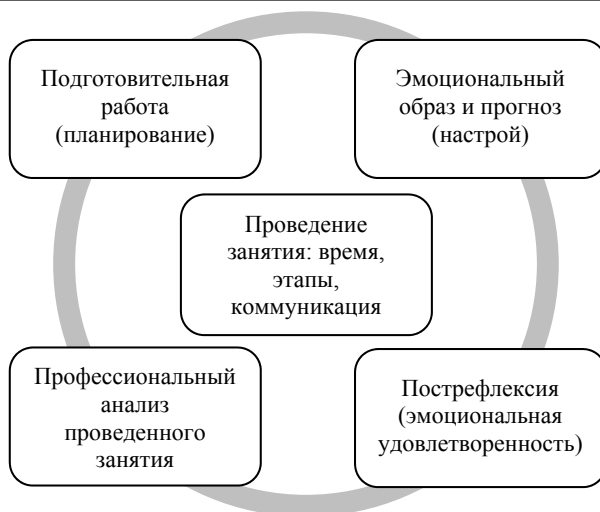 Подготовительная
работа
(планирование)
Эмоциональный
образ и прогноз
(настрой)
Проведение
занятия: время,
этапы,
коммуникация
Профессиональный
анализ
проведенного
занятия
Пострефлексия
(эмоциональная
удовлетворенность)